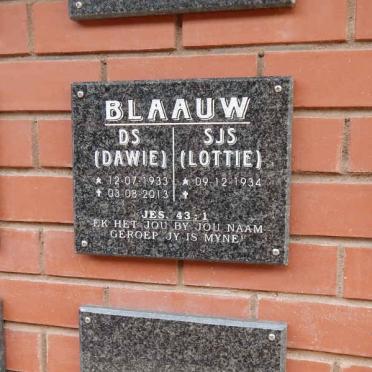 BLAAUW
DS SJS
(DAWIE) (LOTTIE)
★ 12-07-1933 ★ 09-12-1934
✝ 03-08-2013 ✝
JES. 43:1
EK HET JOU BY JOU NAAM
GEROEP 'JY IS MYNE'